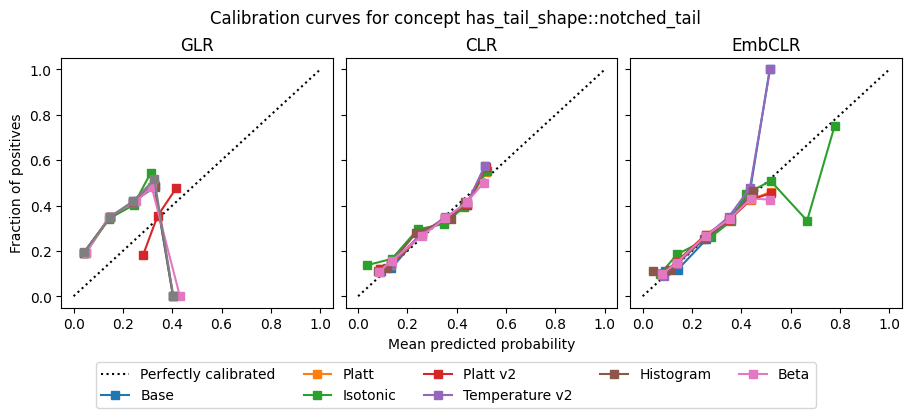 Calibration curves for concept has_tail_shape::notched_tail
GLR
CLR
EmbCLR
Fraction of positives
1.0
0.8
0.6
0.4
0.2
0.0
0.0 0.2 0.4 0.6 0.8 1.0
0.0 0.2 0.4 0.6 0.8 1.0
0.0 0.2 0.4 0.6 0.8 1.0
Mean predicted probability
Perfectly calibrated Platt Platt v2 Histogram Beta
Base Isotonic Temperature v2